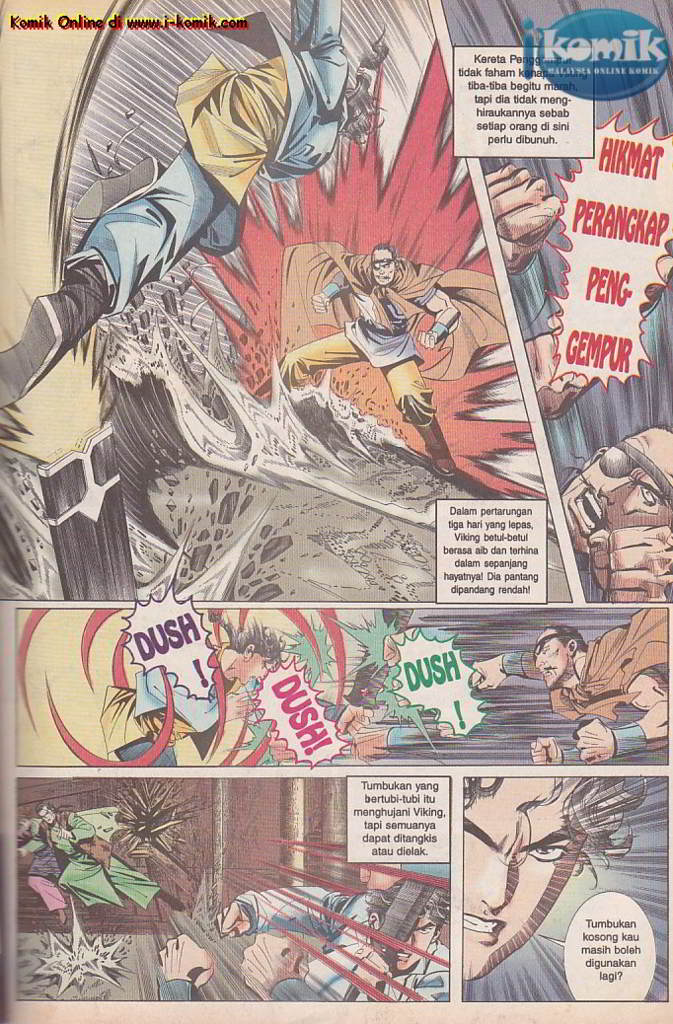 Komik Online di www.i-komik.com
ikomik
MALAYSIA ONLINE KOMIK
Kereta
tidak faham
tiba-tiba begitu marah,
tapi dia tidak meng-
hiraukannya sebab
setiap orang di sini
perlu dibunuh.
HIKMAT
PERANGKAP
PENG-
GEMPUR
Dalam pertarungan
tiga hari yang lepas,
Viking betul-betul
berasa aib dan terhina
dalam sepanjang
hayatnya! Dia pantang
dipandang rendah!
DUSH
!
DUSH!
DUSH
!
Tumbukan yang
bertubi-tubi itu
menghujani Viking,
tapi semuanya
dapat ditangkis
atau dielak.
Tumbukan
kosong kau
masih boleh
digunakan
lagi?